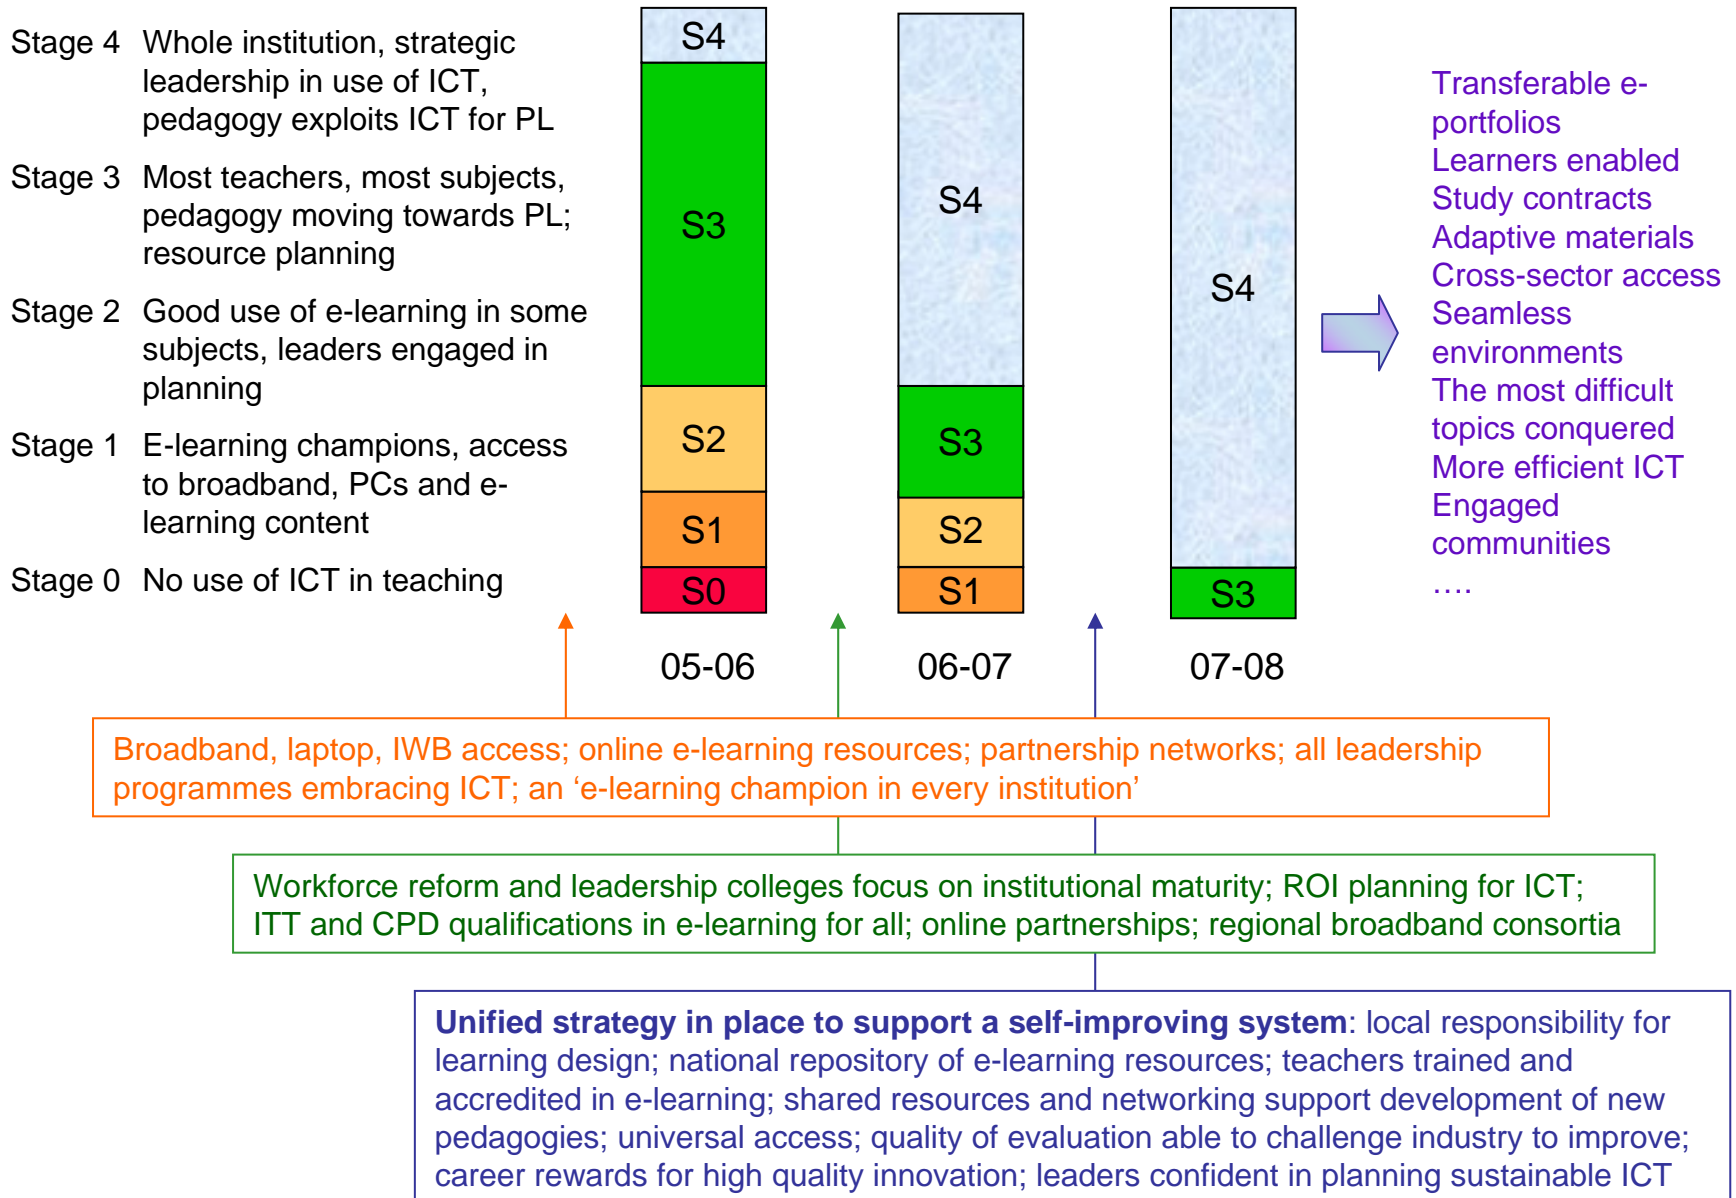 Stage 4 Whole institution, strategic
leadership in use of ICT,
pedagogy exploits ICT for PL
Stage 3 Most teachers, most subjects,
pedagogy moving towards PL;
resource planning
Stage 2 Good use of e-learning in some
subjects, leaders engaged in
planning
Stage 1 E-learning champions, access
to broadband, PCs and e-
learning content
Stage 0 No use of ICT in teaching
S4
S3
S2
S1
S0
05-06
S4
S3
S2
S1
06-07
S4
S3
07-08
Transferable e-
portfolios
Learners enabled
Study contracts
Adaptive materials
Cross-sector access
Seamless
environments
The most difficult
topics conquered
More efficient ICT
Engaged
communities
….
Broadband, laptop, IWB access; online e-learning resources; partnership networks; all leadership
programmes embracing ICT; an ‘e-learning champion in every institution’
Workforce reform and leadership colleges focus on institutional maturity; ROI planning for ICT;
ITT and CPD qualifications in e-learning for all; online partnerships; regional broadband consortia
Unified strategy in place to support a self-improving system: local responsibility for
learning design; national repository of e-learning resources; teachers trained and
accredited in e-learning; shared resources and networking support development of new
pedagogies; universal access; quality of evaluation able to challenge industry to improve;
career rewards for high quality innovation; leaders confident in planning sustainable ICT